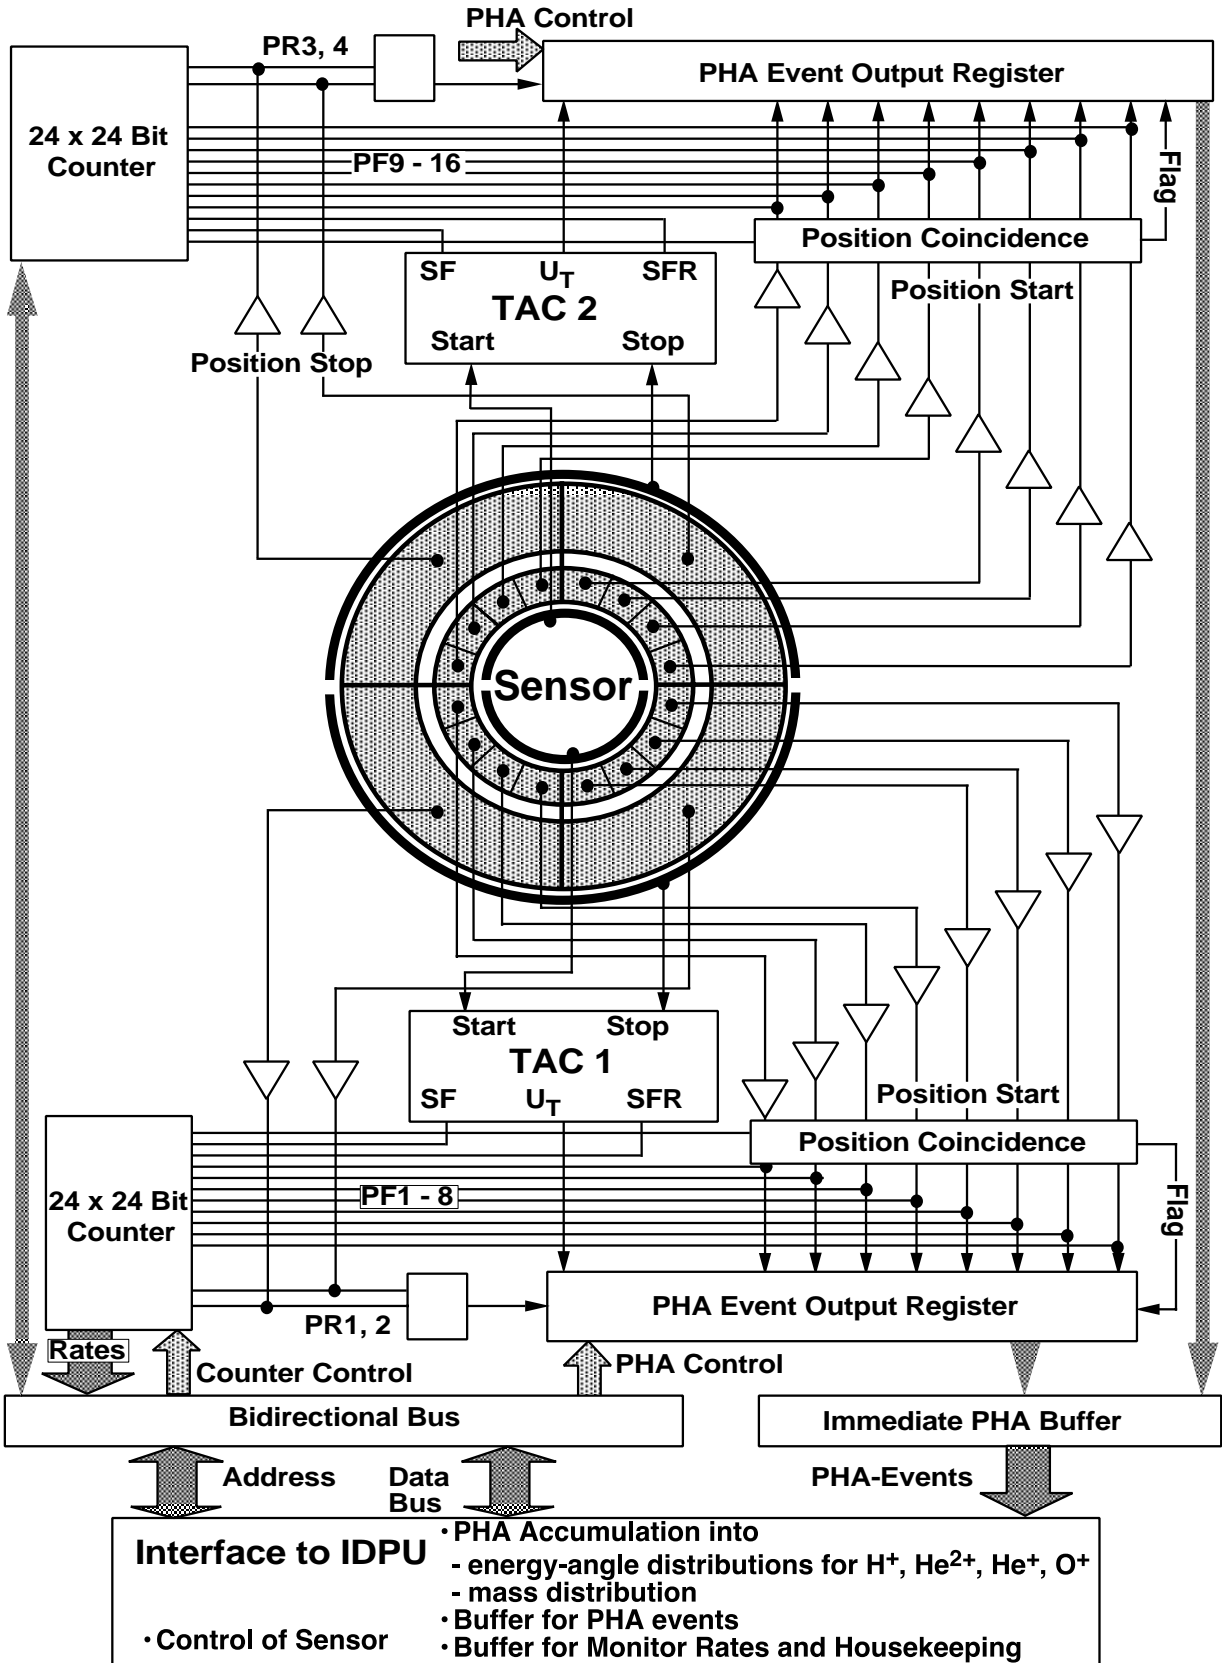 PHA Control
PR3, 4
PHA Event Output Register
24 x 24 Bit
Counter
PF9 - 16
Flag
Position Coincidence
SF U_T SFR
TAC 2
Start Stop
Position Start
Position Stop
Sensor
Start Stop
TAC 1
SF U_T SFR
Position Start
Position Coincidence
24 x 24 Bit
Counter
PF1 - 8
Flag
PHA Event Output Register
PR1, 2
Rates
Counter Control
PHA Control
Bidirectional Bus
Immediate PHA Buffer
Address
Data
Bus
PHA-Events
Interface to IDPU
· Control of Sensor
· PHA Accumulation into
- energy-angle distributions for H⁺, He²⁺, He⁺, O⁺
- mass distribution
· Buffer for PHA events
· Buffer for Monitor Rates and Housekeeping